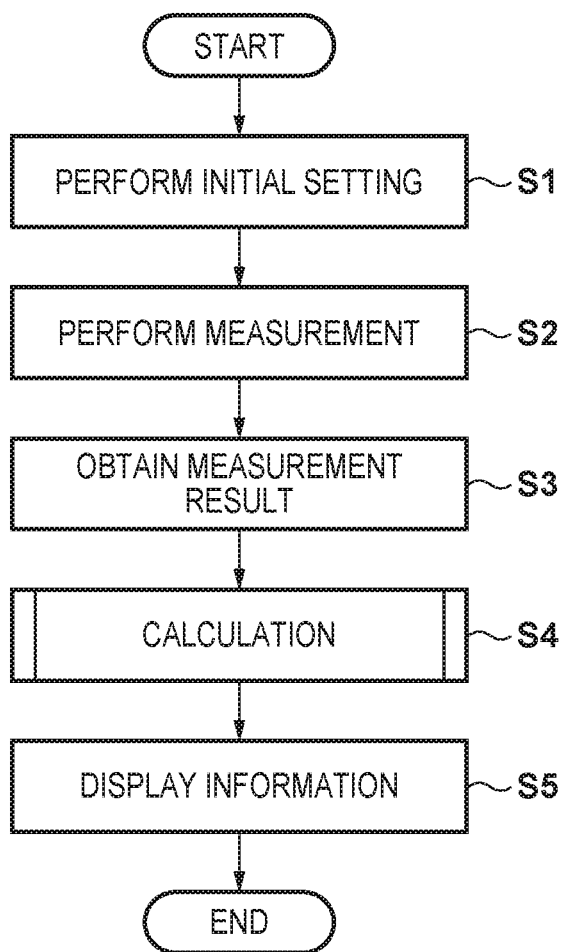 START
PERFORM INITIAL SETTING
S1
PERFORM MEASUREMENT
S2
OBTAIN MEASUREMENT
RESULT
S3
CALCULATION
S4
DISPLAY INFORMATION
S5
END